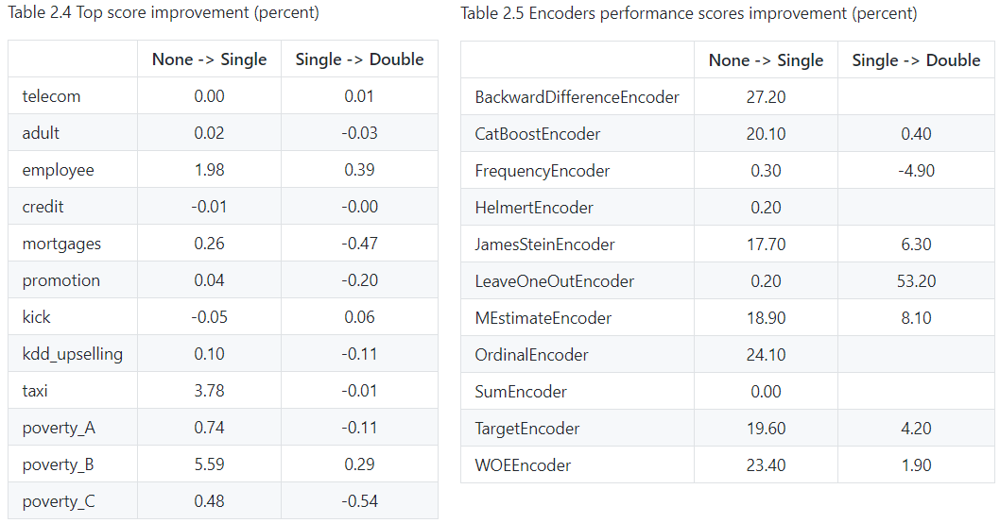 Table 2.4 Top score improvement (percent)
None -> Single Single -> Double
telecom 0.00 0.01
adult 0.02 -0.03
employee 1.98 0.39
credit -0.01 -0.00
mortgages 0.26 -0.47
promotion 0.04 -0.20
kick -0.05 0.06
kdd_upselling 0.10 -0.11
taxi 3.78 -0.01
poverty_A 0.74 -0.11
poverty_B 5.59 0.29
poverty_C 0.48 -0.54
Table 2.5 Encoders performance scores improvement (percent)
None -> Single Single -> Double
BackwardDifferenceEncoder 27.20
CatBoostEncoder 20.10 0.40
FrequencyEncoder 0.30 -4.90
HelmertEncoder 0.20
JamesSteinEncoder 17.70 6.30
LeaveOneOutEncoder 0.20 53.20
MEstimateEncoder 18.90 8.10
OrdinalEncoder 24.10
SumEncoder 0.00
TargetEncoder 19.60 4.20
WOEEncoder 23.40 1.90